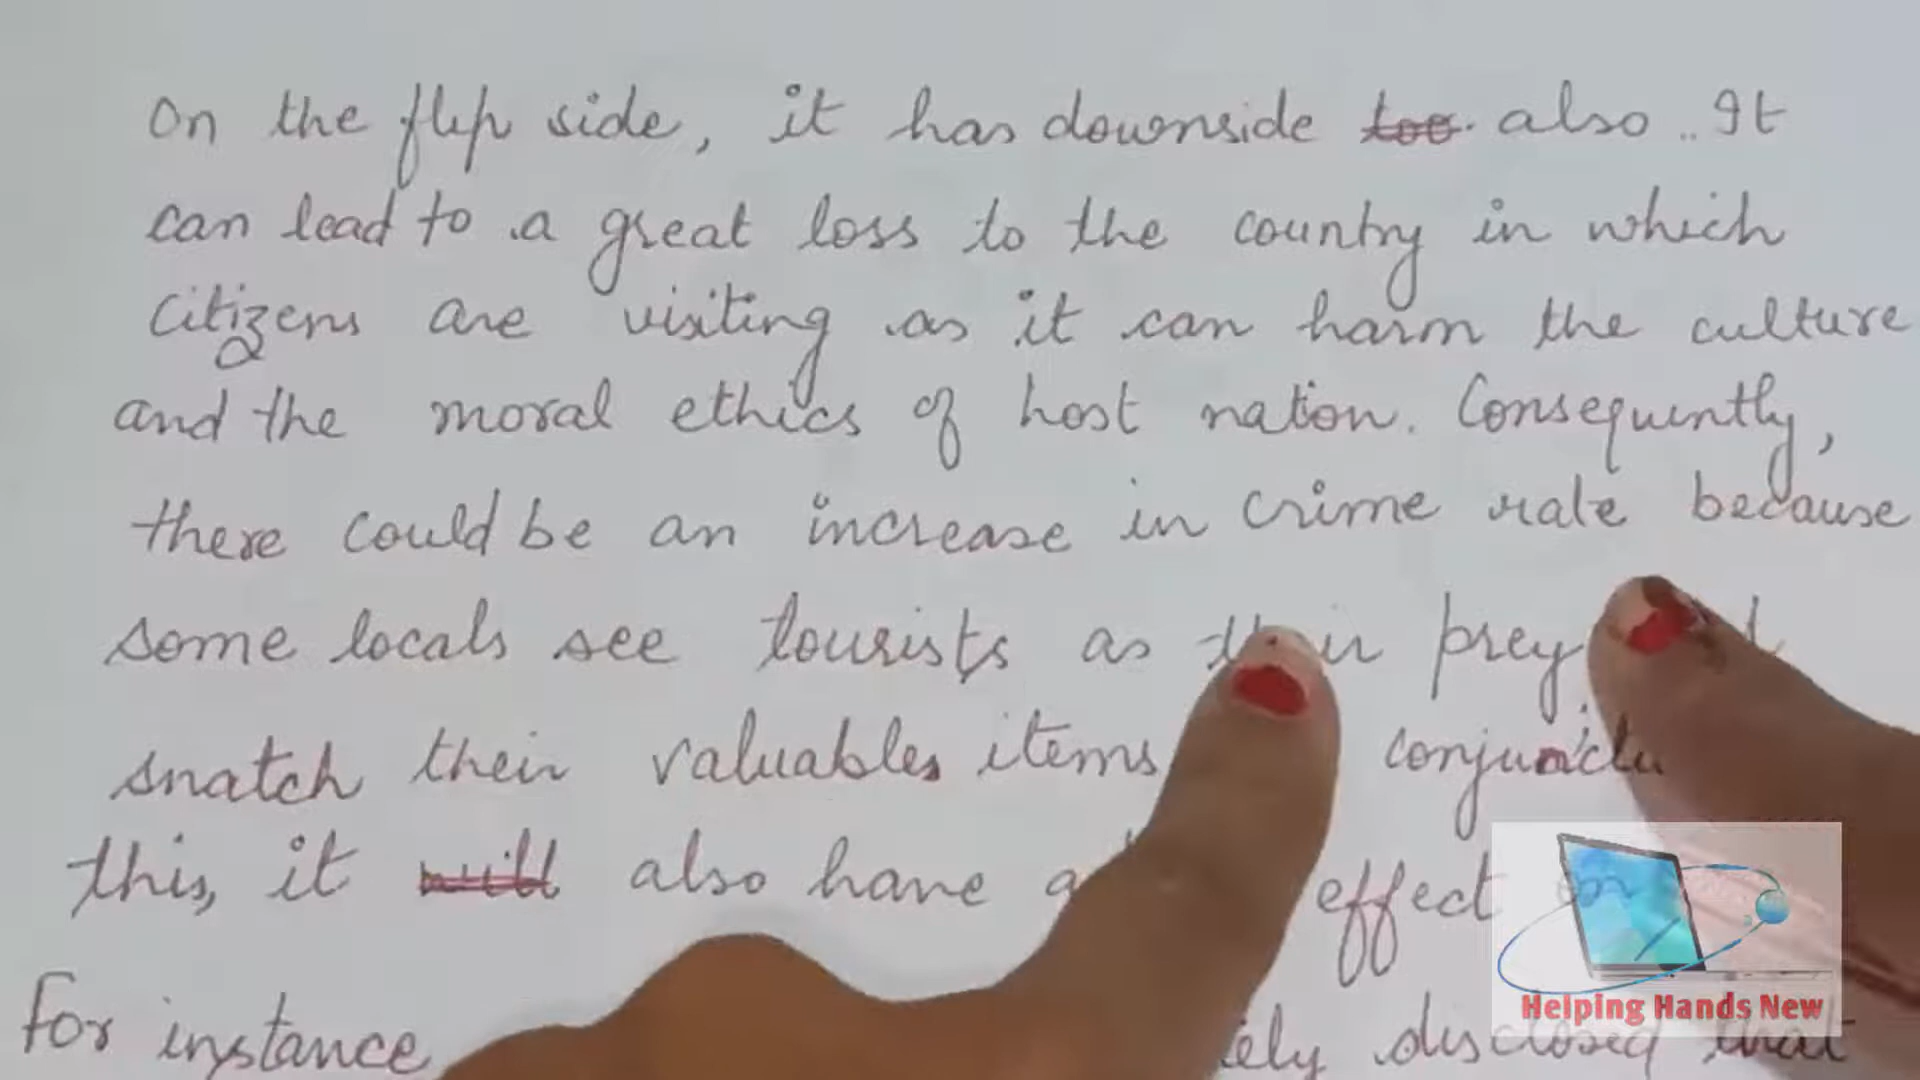 On the flip side, it has downside too. also.. It
can lead to a great loss to the country in which
citizens are visiting as it can harm the culture
and the moral ethics of host nation. Consequently,
there could be an increase in crime rate because
some locals see tourists as their prey
snatch their valuables items
this, it will also have effect on
For instance disclosed that
Helping Hands New